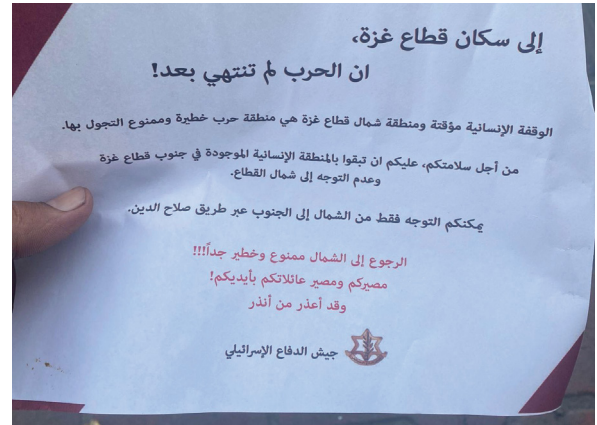 إلى سكان قطاع غزة،
ان الحرب لم تنتهي بعد!
الوقفة الإنسانية مؤقتة ومنطقة شمال قطاع غزة هي منطقة حرب خطيرة وممنوع التجول بها.
من أجل سلامتكم، عليكم ان تبقوا بالمنطقة الإنسانية الموجودة في جنوب قطاع غزة
وعدم التوجه إلى شمال القطاع.
يمكنكم التوجه فقط من الشمال إلى الجنوب عبر طريق صلاح الدين.
الرجوع إلى الشمال ممنوع وخطير جداً!!!
مصيركم ومصير عائلاتكم بأيديكم!
وقد أعذر من أنذر
جيش الدفاع الإسرائيلي